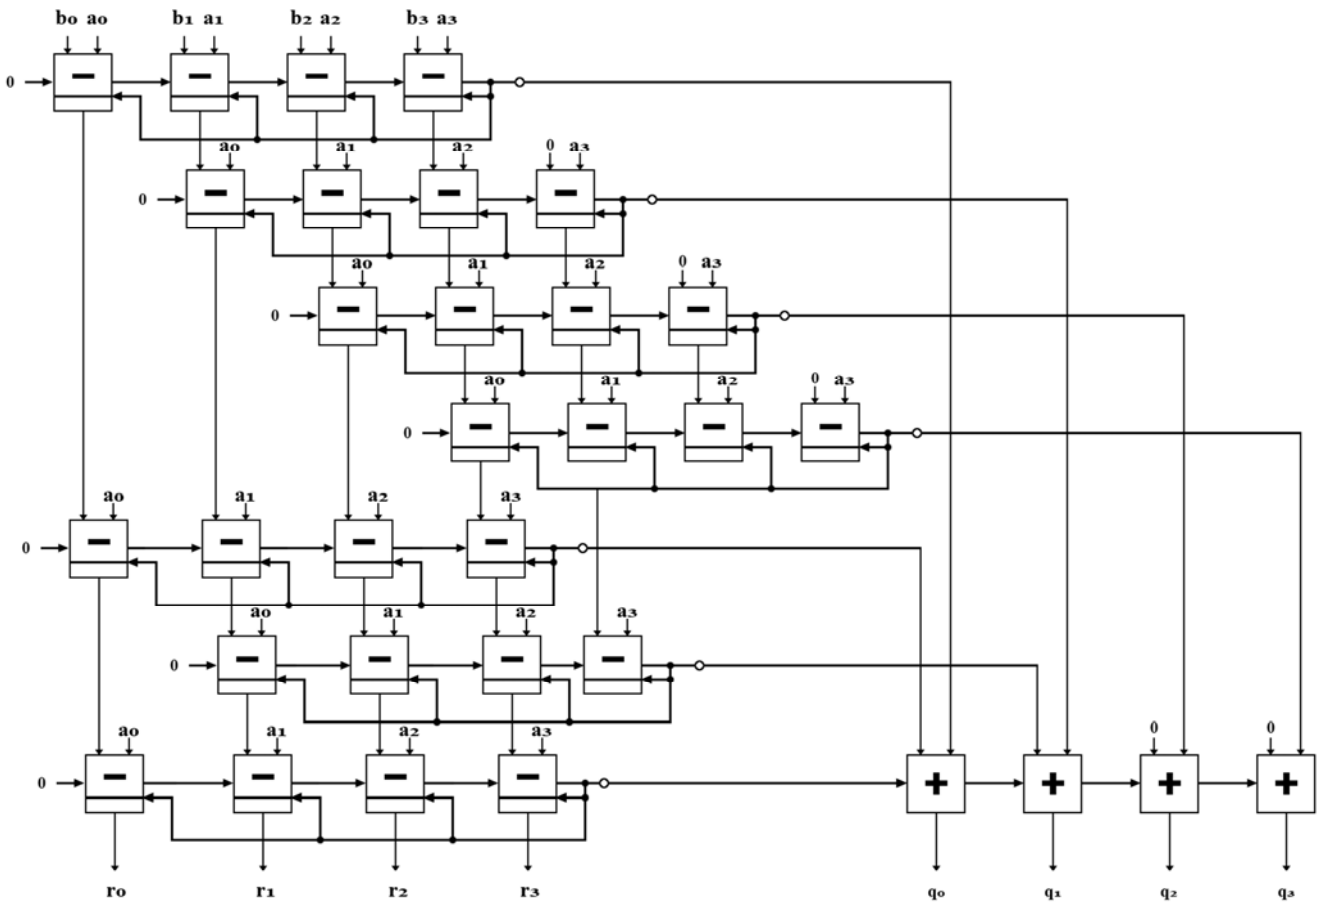 b0 a0 b1 a1 b2 a2 b3 a3
0 − − − −
a0 a1 a2 0 a3
0 − − − −
a0 a1 a2 0 a3
0 − − − −
a0 a1 a2 0 a3
0 − − − −
a0 a1 a2 a3
0 − − − −
a0 a1 a2 a3
0 − − − −
a0 a1 a2 a3 0 0
0 − − − − + + + +
r0 r1 r2 r3 q0 q1 q2 q3